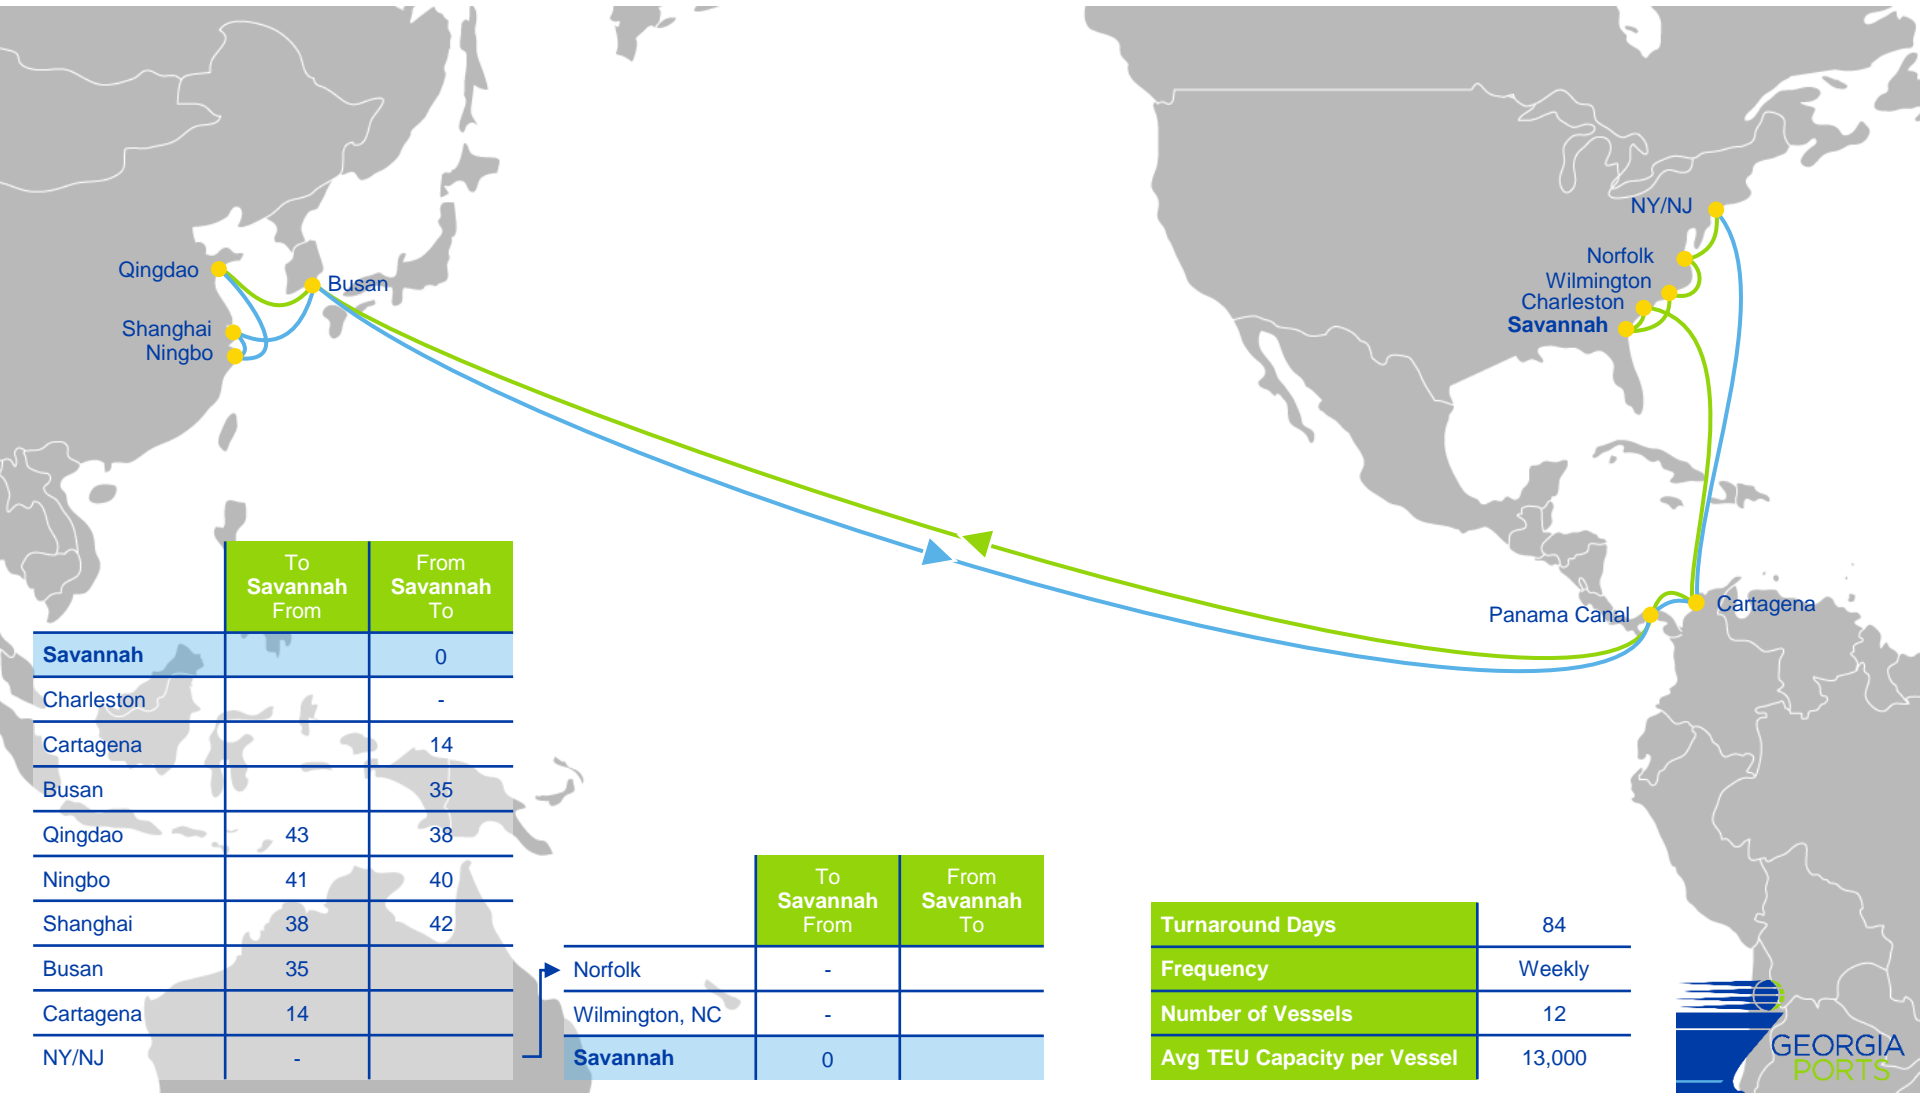 NY/NJ
Norfolk
Wilmington
Charleston
Savannah
Qingdao
Busan
Shanghai
Ningbo
Panama Canal
Cartagena
To Savannah From
From Savannah To
Savannah 0
Charleston -
Cartagena 14
Busan 35
Qingdao 43 38
Ningbo 41 40
Shanghai 38 42
Busan 35
Cartagena 14
NY/NJ -
To Savannah From
From Savannah To
Norfolk -
Wilmington, NC -
Savannah 0
Turnaround Days 84
Frequency Weekly
Number of Vessels 12
Avg TEU Capacity per Vessel 13,000
GEORGIA
PORTS